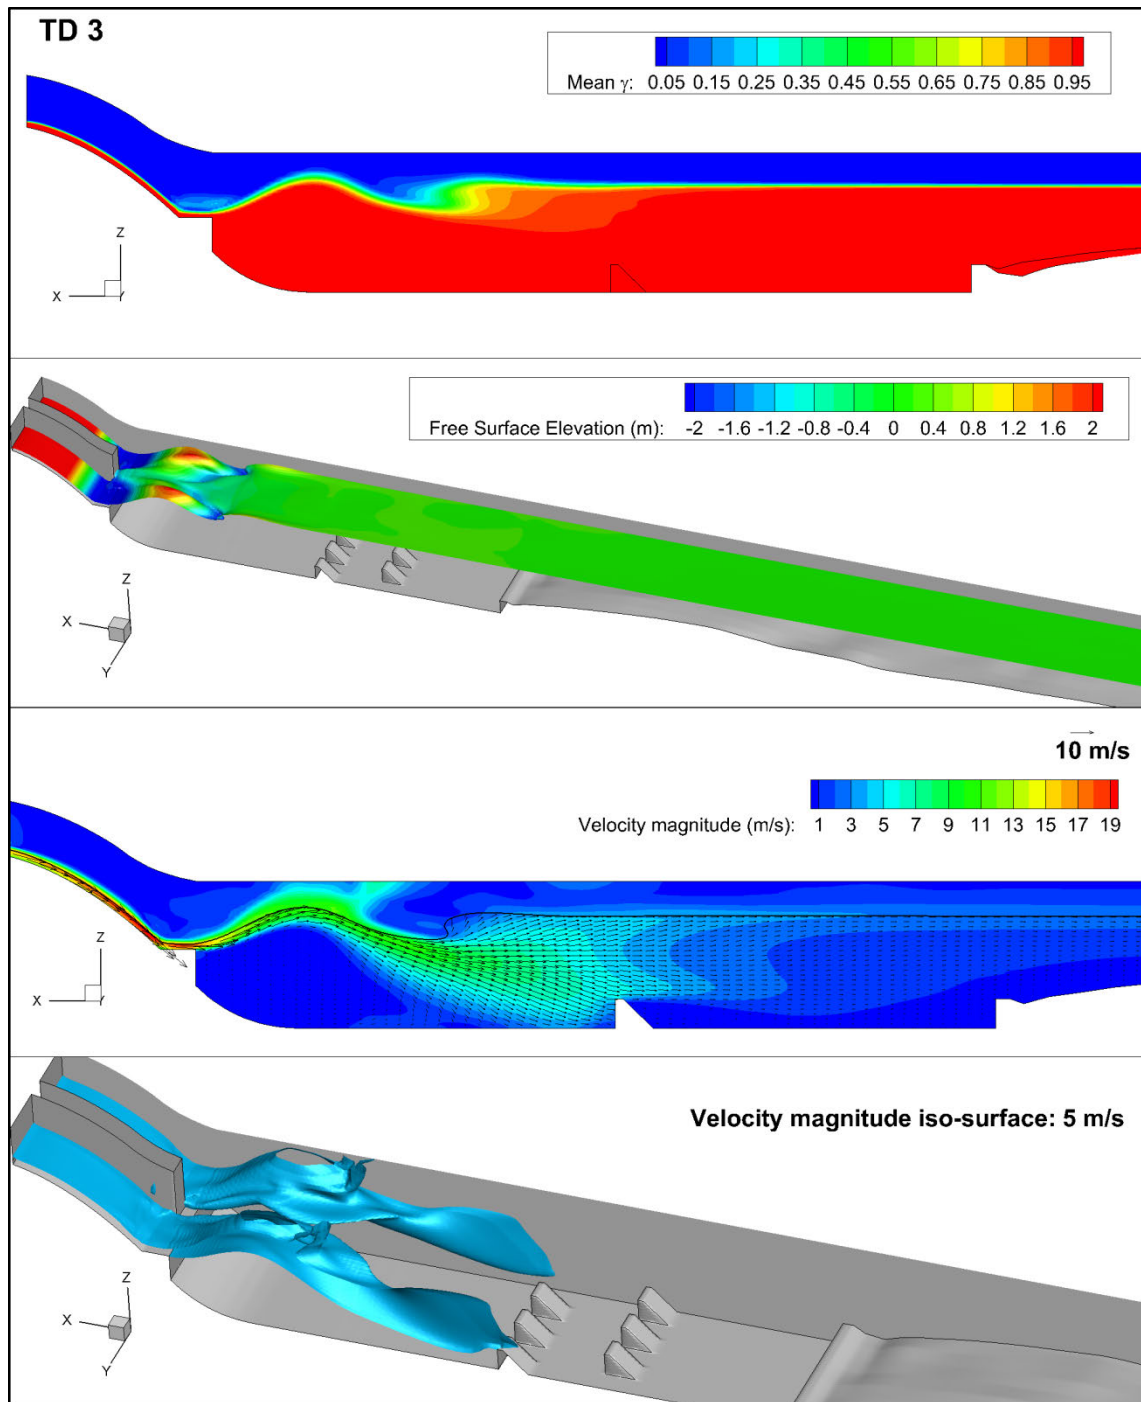 TD 3
Mean γ: 0.05 0.15 0.25 0.35 0.45 0.55 0.65 0.75 0.85 0.95
Z
X
Y
Free Surface Elevation (m): -2 -1.6 -1.2 -0.8 -0.4 0 0.4 0.8 1.2 1.6 2
Z
X
Y
10 m/s
Velocity magnitude (m/s): 1 3 5 7 9 11 13 15 17 19
Z
X
Y
Velocity magnitude iso-surface: 5 m/s
Z
X
Y